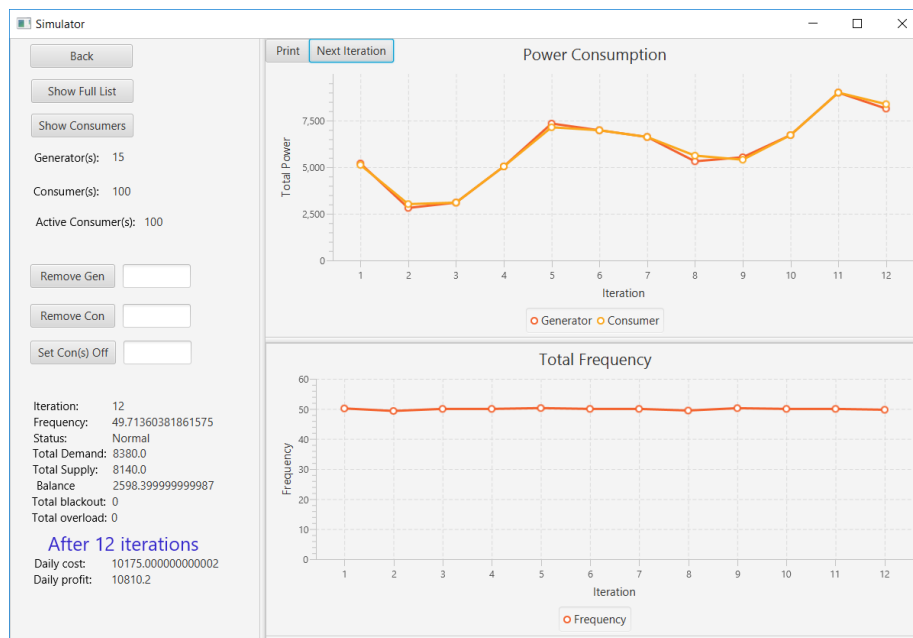 Simulator
Back
Show Full List
Show Consumers
Generator(s): 15
Consumer(s): 100
Active Consumer(s): 100
Remove Gen
Remove Con
Set Con(s) Off
Iteration: 12
Frequency: 49.71360381861575
Status: Normal
Total Demand: 8380.0
Total Supply: 8140.0
Balance 2598.399999999987
Total blackout: 0
Total overload: 0
After 12 iterations
Daily cost: 10175.000000000002
Daily profit: 10810.2
Print Next Iteration
Power Consumption
Total Power
7,500
5,000
2,500
0
1 2 3 4 5 6 7 8 9 10 11 12
Iteration
Generator Consumer
Total Frequency
Frequency
60
50
40
30
20
10
0
1 2 3 4 5 6 7 8 9 10 11 12
Iteration
Frequency